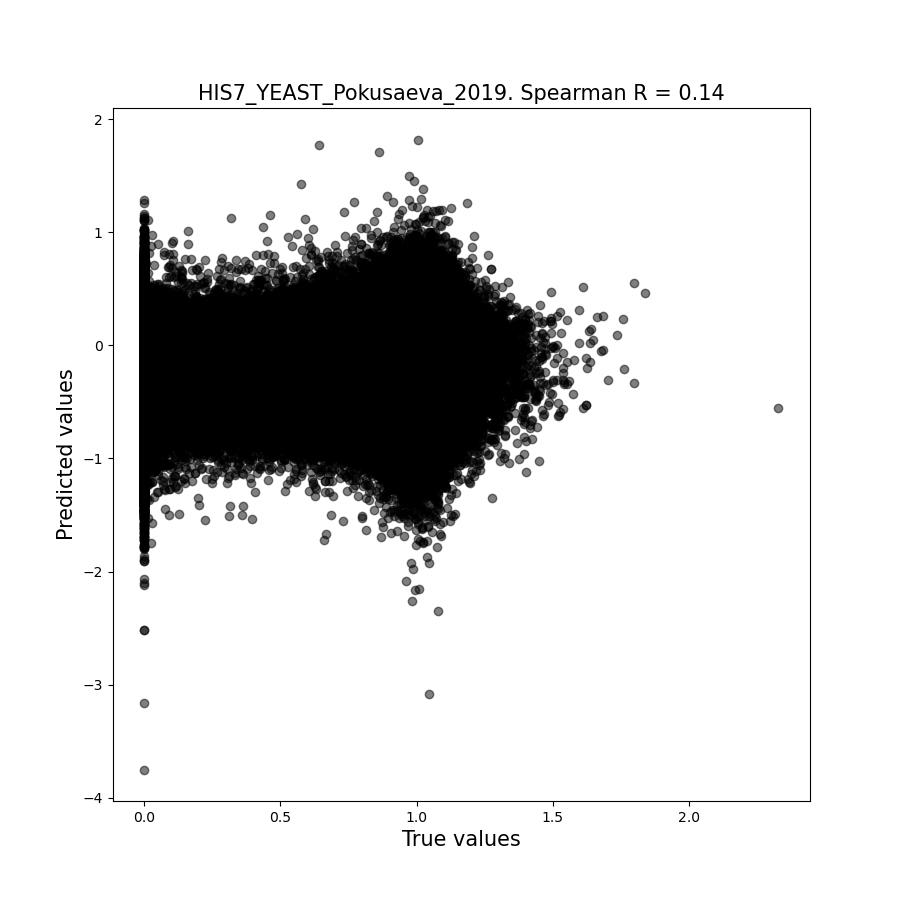 HIS7_YEAST_Pokusaeva_2019. Spearman R = 0.14
2
1
0
−1
−2
−3
−4
Predicted values
0.0 0.5 1.0 1.5 2.0
True values